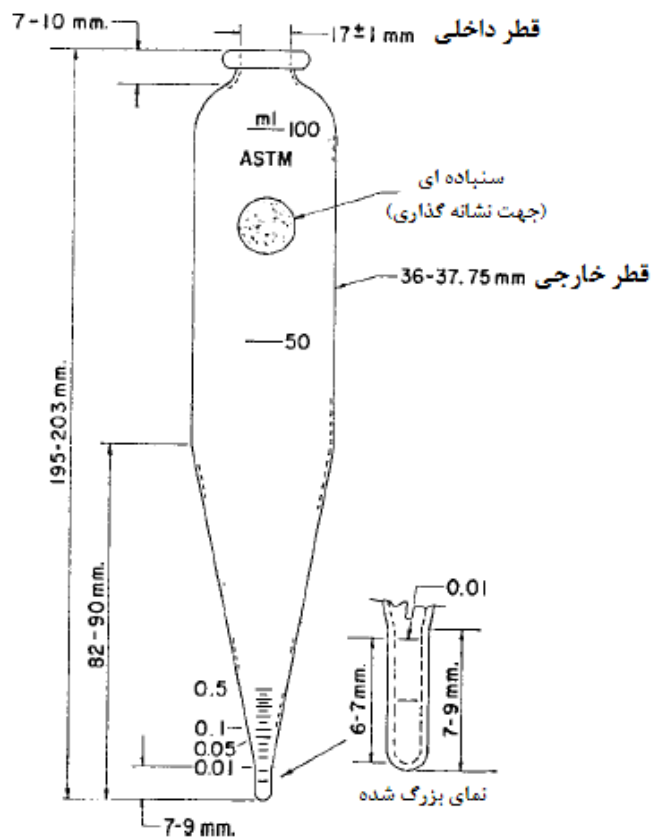 7-10 mm.
17±1 mm قطر داخلی
ml
100
ASTM
سنباده ای
(جهت نشانه گذاری)
36-37.75 mm قطر خارجی
50
195-203 mm.
82-90 mm.
0.5
0.1
0.05
0.01
7-9 mm.
0.01
6-7 mm.
7-9 mm.
نمای بزرگ شده